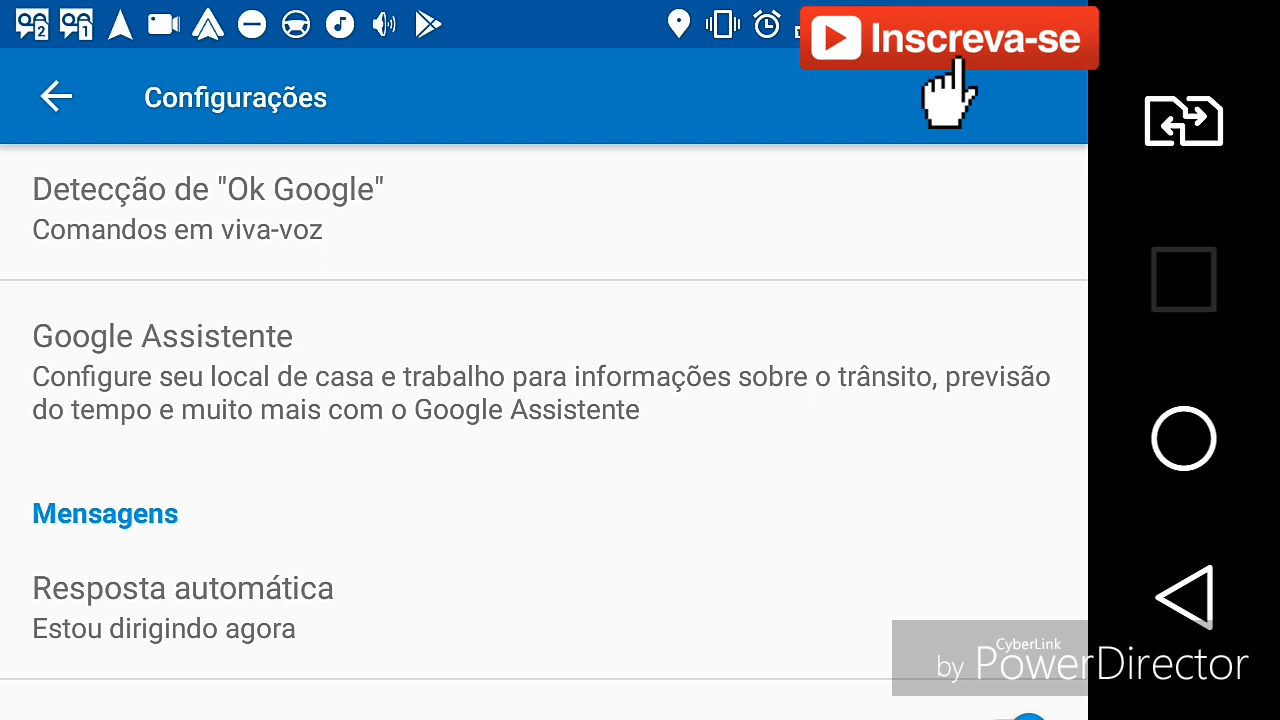 2 1
Inscreva-se
Configurações
Detecção de "Ok Google"
Comandos em viva-voz
Google Assistente
Configure seu local de casa e trabalho para informações sobre o trânsito, previsão
do tempo e muito mais com o Google Assistente
Mensagens
Resposta automática
Estou dirigindo agora
CyberLink
by PowerDirector